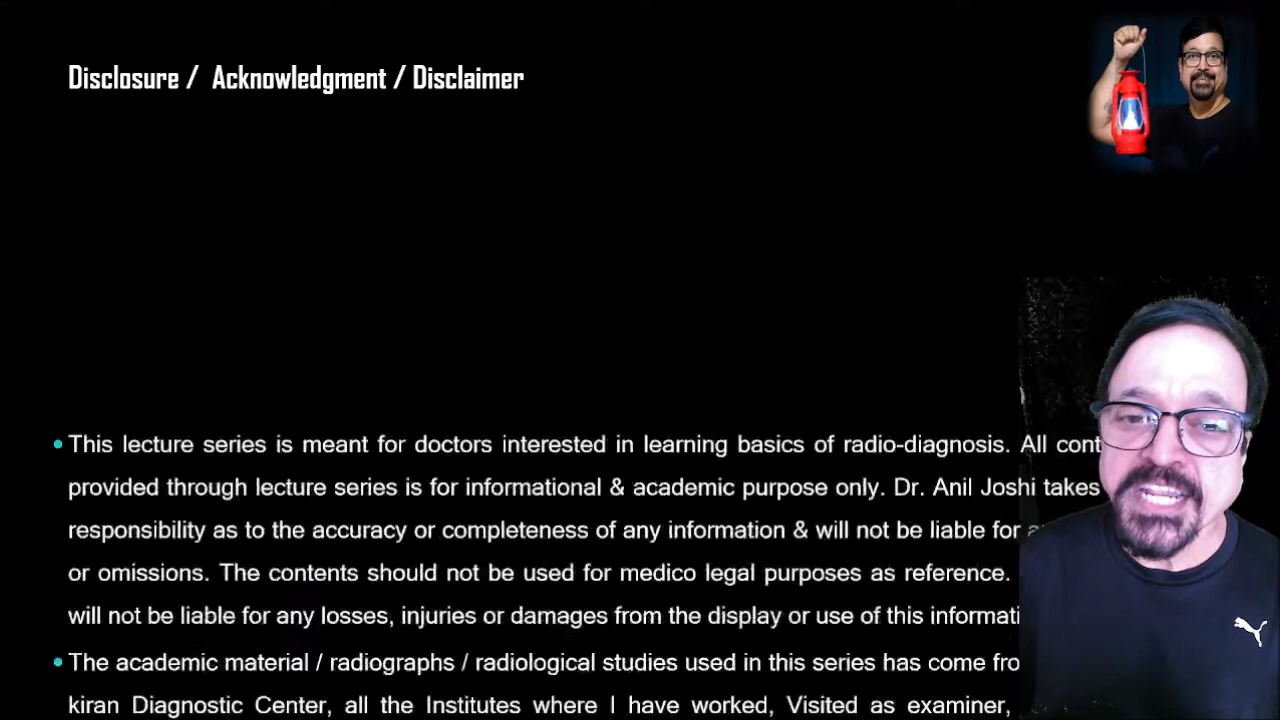 Disclosure / Acknowledgment / Disclaimer
This lecture series is meant for doctors interested in learning basics of radio-diagnosis. All
provided through lecture series is for informational & academic purpose only. Dr. Anil Joshi takes
responsibility as to the accuracy or completeness of any information & will not be liable for
or omissions. The contents should not be used for medico legal purposes as reference.
will not be liable for any losses, injuries or damages from the display or use of this
The academic material / radiographs / radiological studies used in this series has come
kiran Diagnostic Center, all the Institutes where I have worked, Visited as examiner,